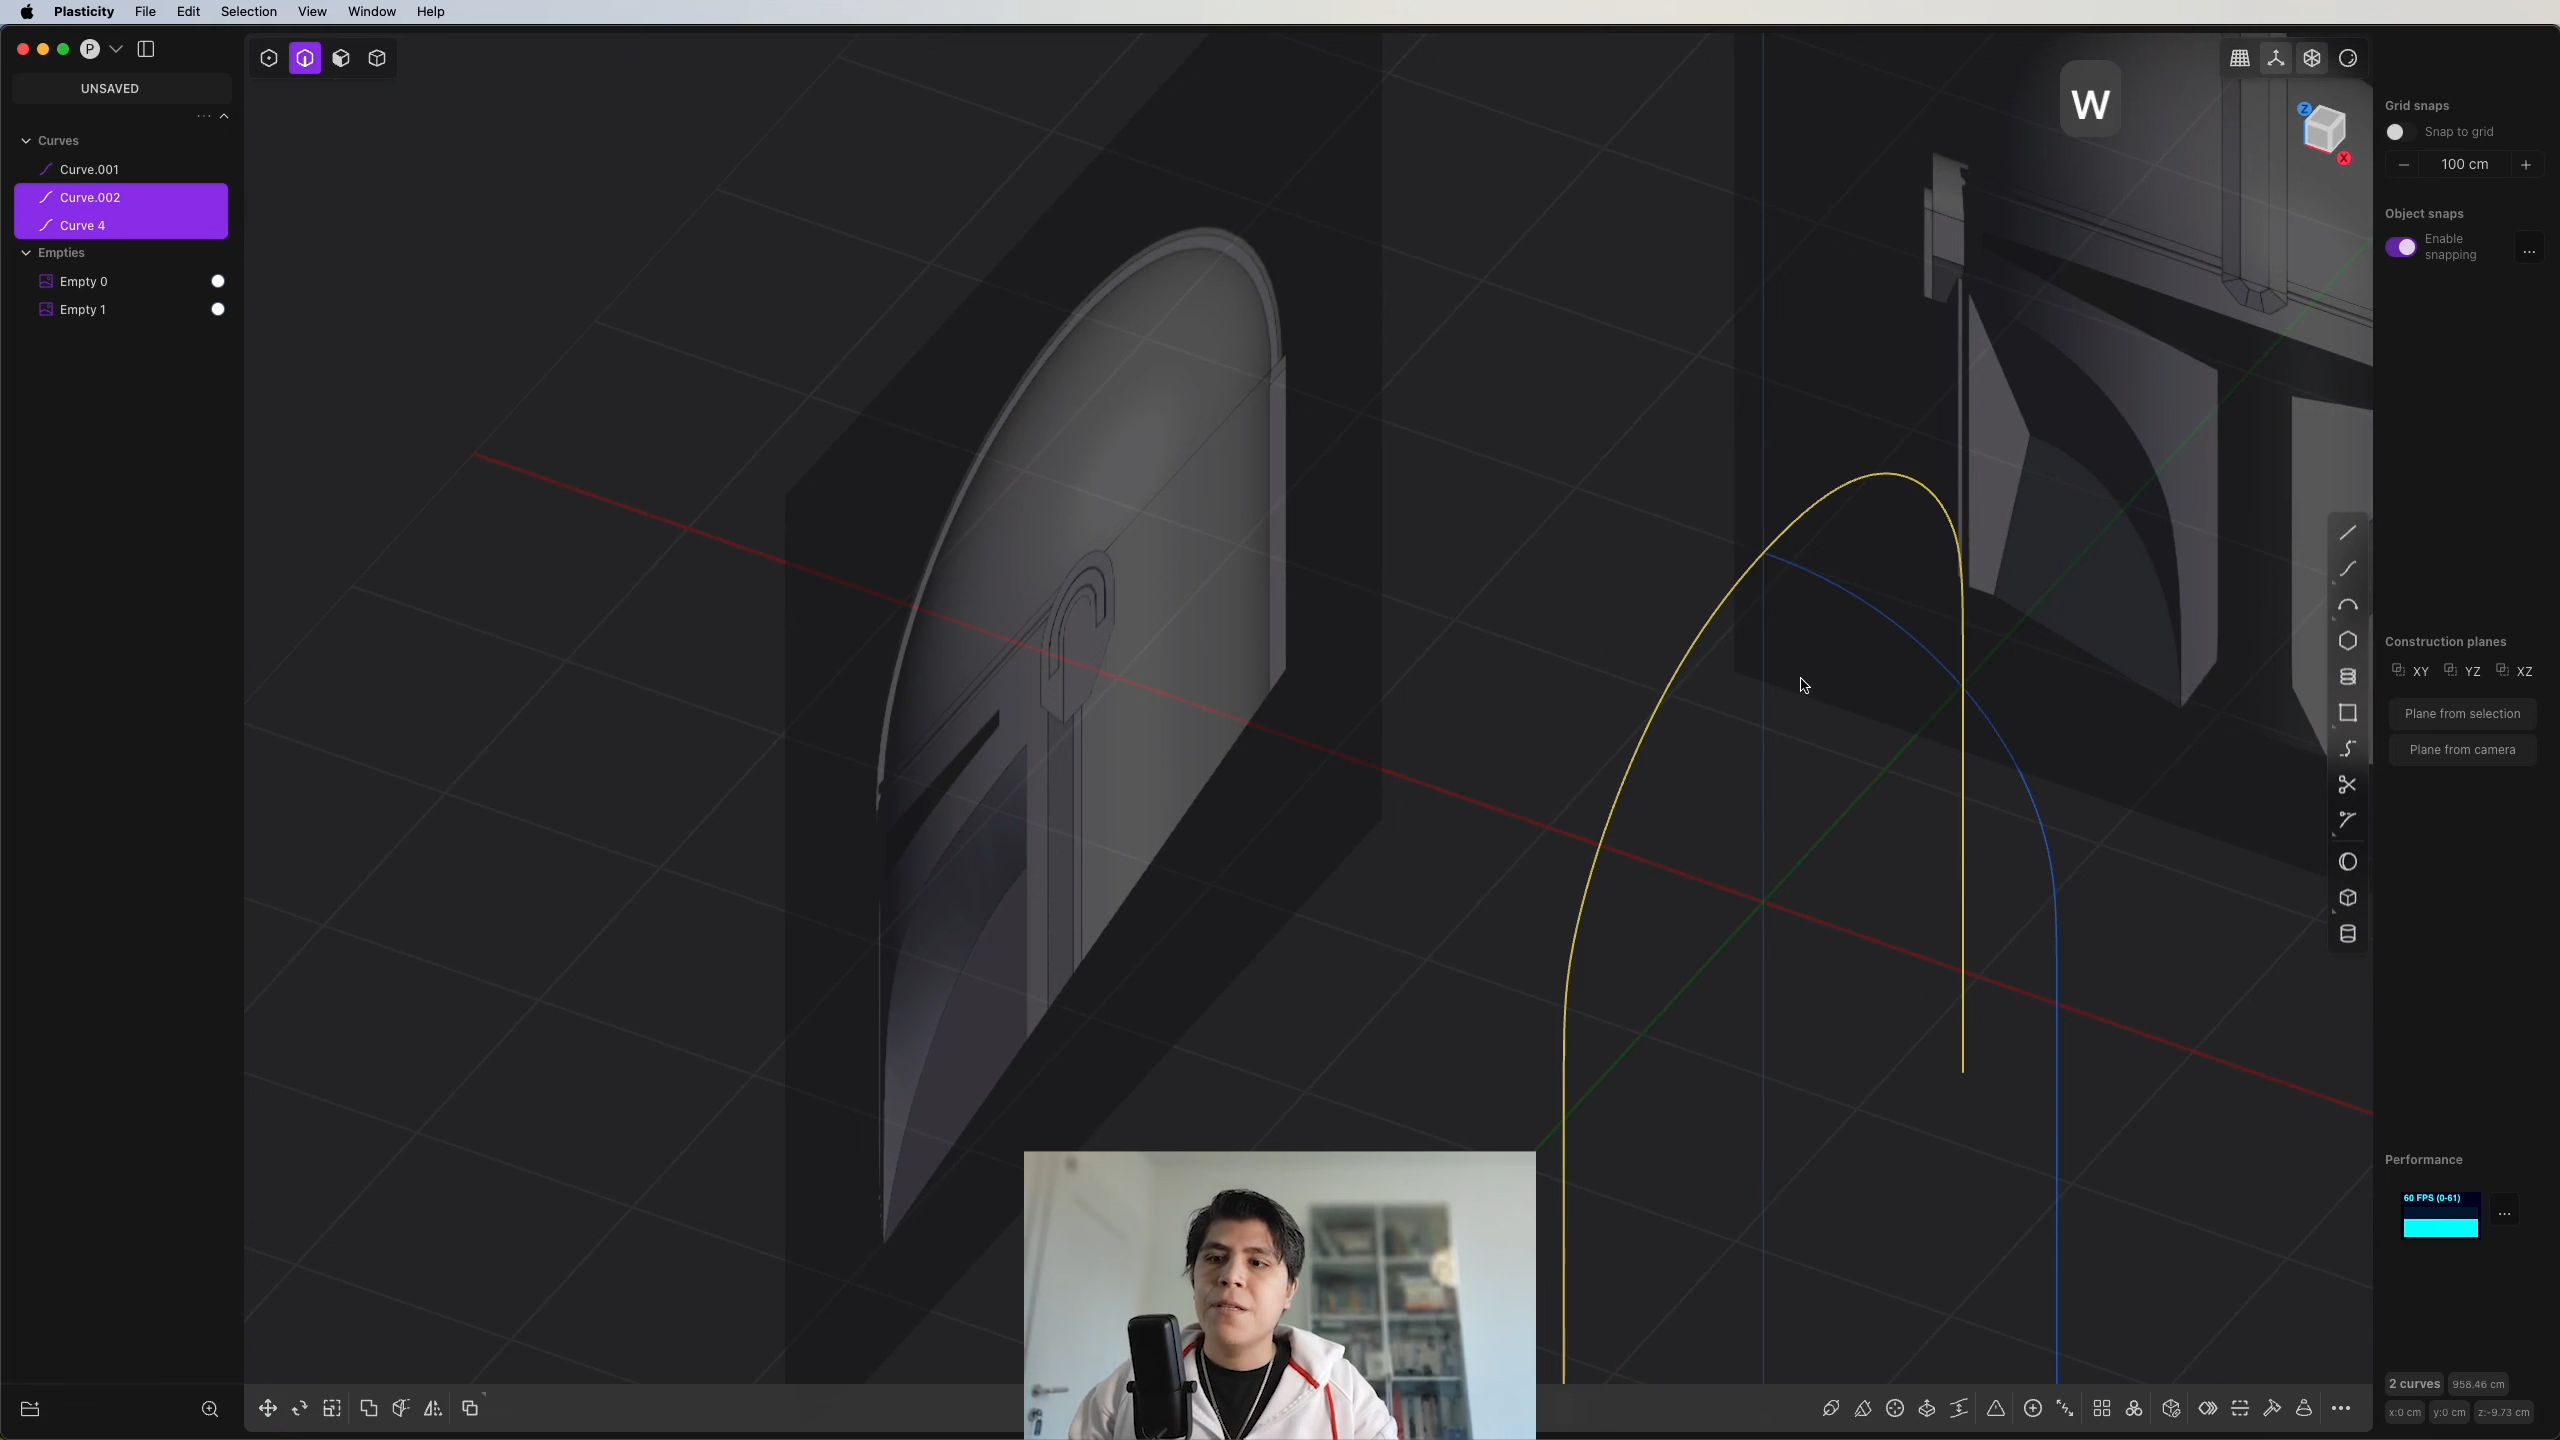 Plasticity File Edit Selection View Window Help
P
UNSAVED
...
Curves
Curve.001
Curve.002
Curve 4
Empties
Empty 0
Empty 1
W
Z
X
Grid snaps
Snap to grid
− 100 cm +
Object snaps
Enable
snapping
...
Construction planes
XY YZ XZ
Plane from selection
Plane from camera
Performance
60 FPS (0-61)
...
2 curves 958.46 cm
x:0 cm y:0 cm z:-9.73 cm